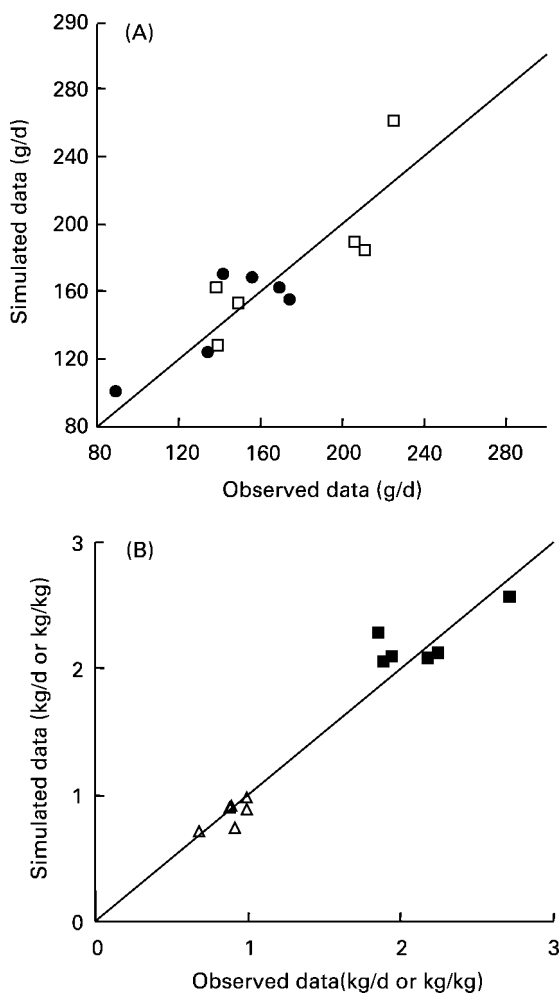 290
(A)
280
240
200
160
120
80
Simulated data (g/d)
80 120 160 200 240 280
Observed data (g/d)
3
(B)
2
1
0
Simulated data (kg/d or kg/kg)
0 1 2 3
Observed data(kg/d or kg/kg)